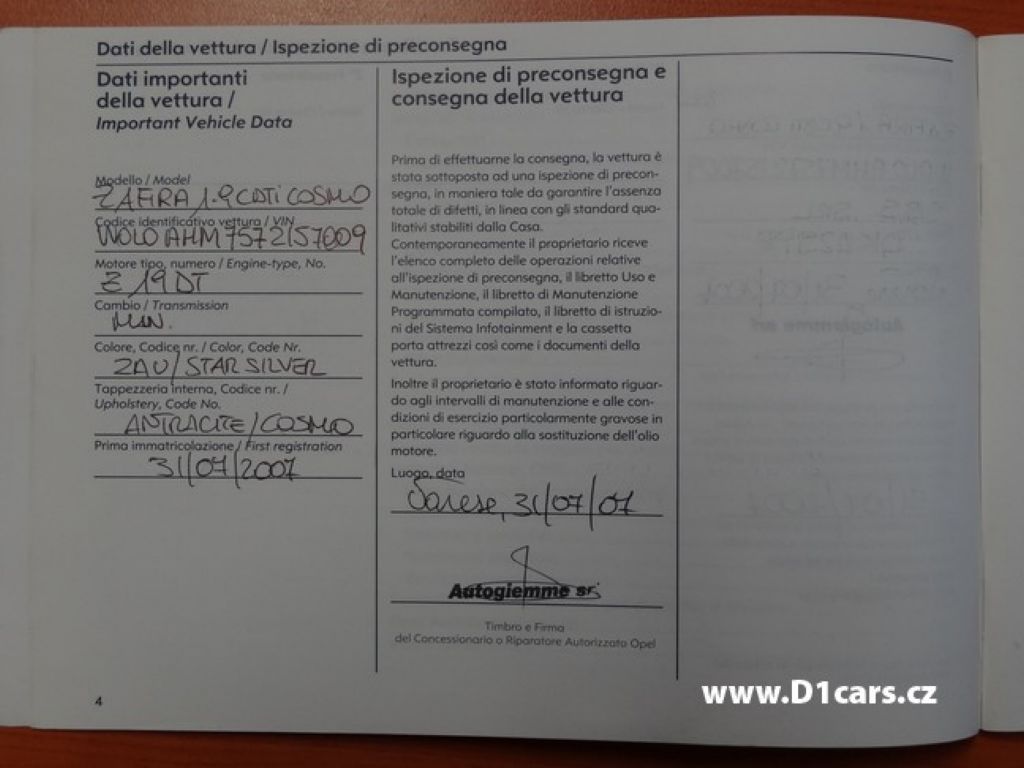 Dati della vettura / Ispezione di preconsegna
Dati importanti
della vettura /
Important Vehicle Data
Modello / Model
ZAFIRA 1.9 CDTI COSMO
Codice identificativo vettura / VIN
W0L0AHM7572157009
Motore tipo, numero / Engine-type, No.
Z 19 DT
Cambio / Transmission
MAN.
Colore, Codice nr. / Color, Code Nr.
2AU/STAR SILVER
Tappezzeria interna, Codice nr. /
Upholstery, Code No.
ANTRACITE/COSMO
Prima immatricolazione / First registration
31/07/2007
Ispezione di preconsegna e
consegna della vettura
Prima di effettuarne la consegna, la vettura è
stata sottoposta ad una ispezione di precon-
segna, in maniera tale da garantire l'assenza
totale di difetti, in linea con gli standard qua-
litativi stabiliti dalla Casa.
Contemporaneamente il proprietario riceve
l'elenco completo delle operazioni relative
all'ispezione di preconsegna, il libretto Uso e
Manutenzione, il libretto di Manutenzione
Programmata compilato, il libretto di istruzio-
ni del Sistema Infotainment e la cassetta
porta attrezzi così come i documenti della
vettura.
Inoltre il proprietario è stato informato riguar-
do agli intervalli di manutenzione e alle con-
dizioni di esercizio particolarmente gravose in
particolare riguardo alla sostituzione dell'olio
motore.
Luogo, data
Varese, 31/07/07
Autogiemme srl
Timbro e Firma
del Concessionario o Riparatore Autorizzato Opel
4
www.D1cars.cz